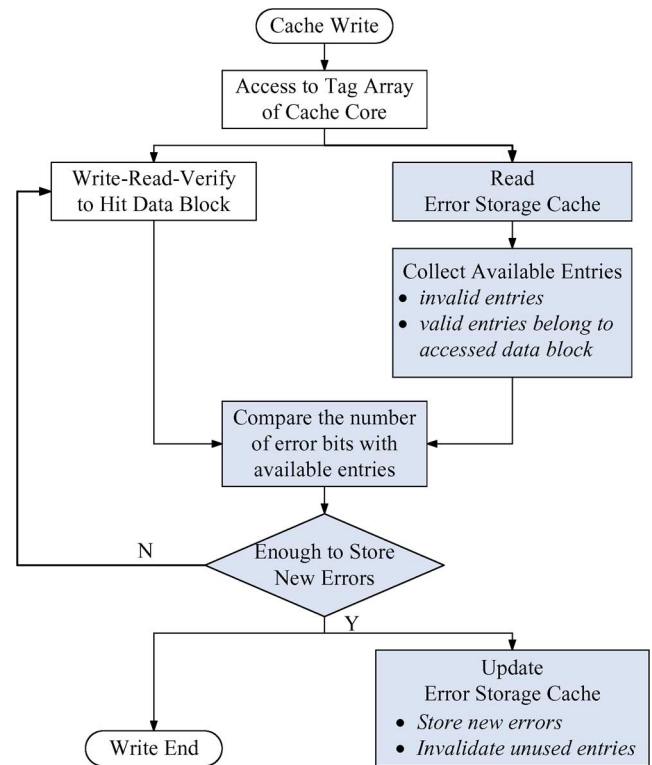 Cache Write
Access to Tag Array
of Cache Core
Write-Read-Verify
to Hit Data Block
Read
Error Storage Cache
Collect Available Entries
• invalid entries
• valid entries belong to
accessed data block
Compare the number
of error bits with
available entries
N
Enough to Store
New Errors
Y
Update
Error Storage Cache
• Store new errors
• Invalidate unused entries
Write End